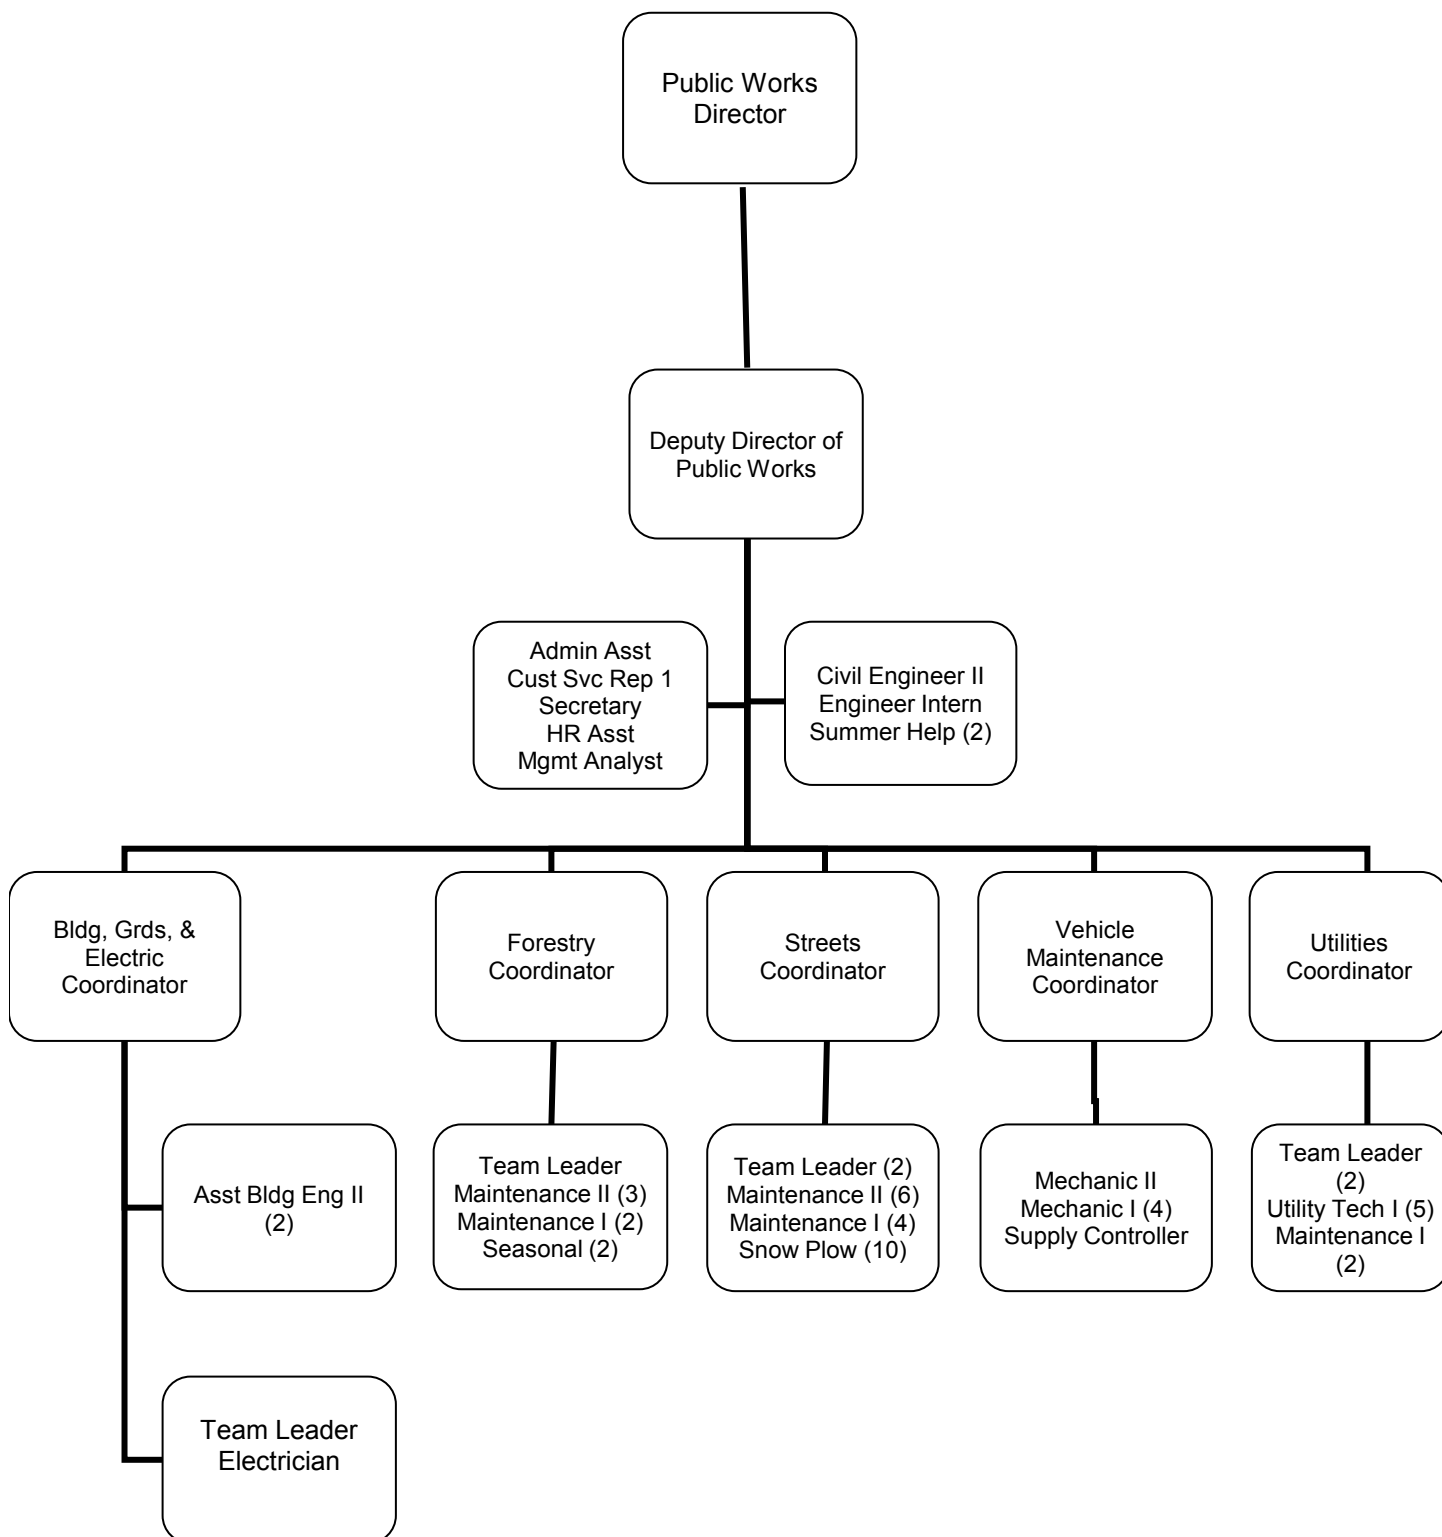 Public Works
Director
Deputy Director of
Public Works
Admin Asst
Cust Svc Rep 1
Secretary
HR Asst
Mgmt Analyst
Civil Engineer II
Engineer Intern
Summer Help (2)
Bldg, Grds, &
Electric
Coordinator
Forestry
Coordinator
Streets
Coordinator
Vehicle
Maintenance
Coordinator
Utilities
Coordinator
Asst Bldg Eng II
(2)
Team Leader
Maintenance II (3)
Maintenance I (2)
Seasonal (2)
Team Leader (2)
Maintenance II (6)
Maintenance I (4)
Snow Plow (10)
Mechanic II
Mechanic I (4)
Supply Controller
Team Leader
(2)
Utility Tech I (5)
Maintenance I
(2)
Team Leader
Electrician